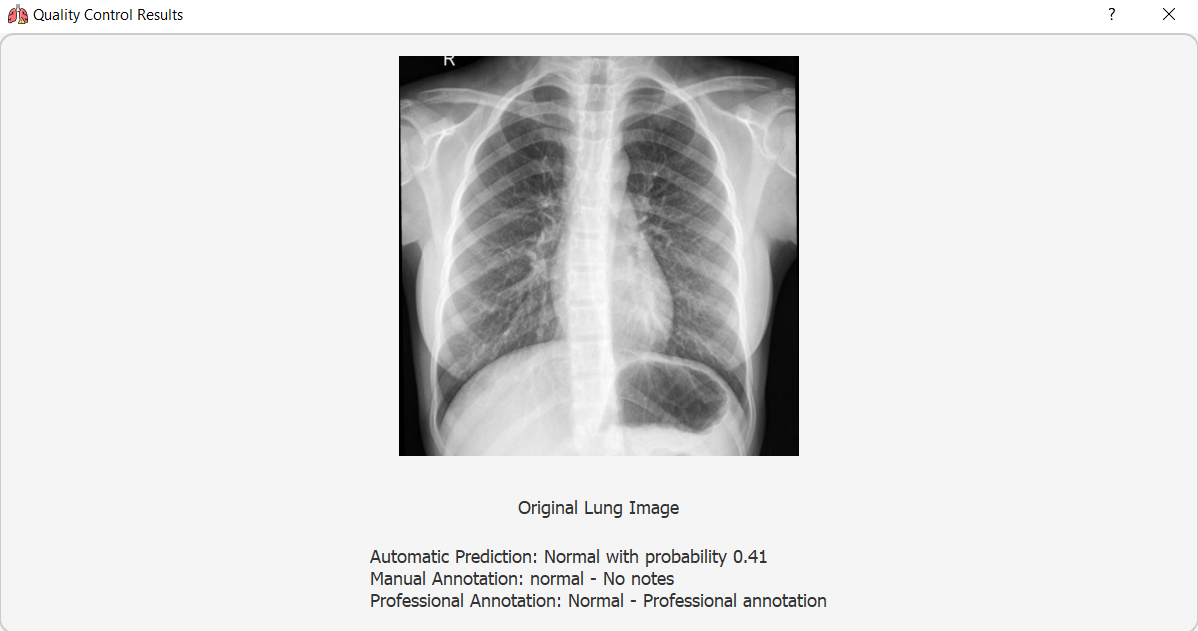 Quality Control Results
?
R
Original Lung Image
Automatic Prediction: Normal with probability 0.41
Manual Annotation: normal - No notes
Professional Annotation: Normal - Professional annotation